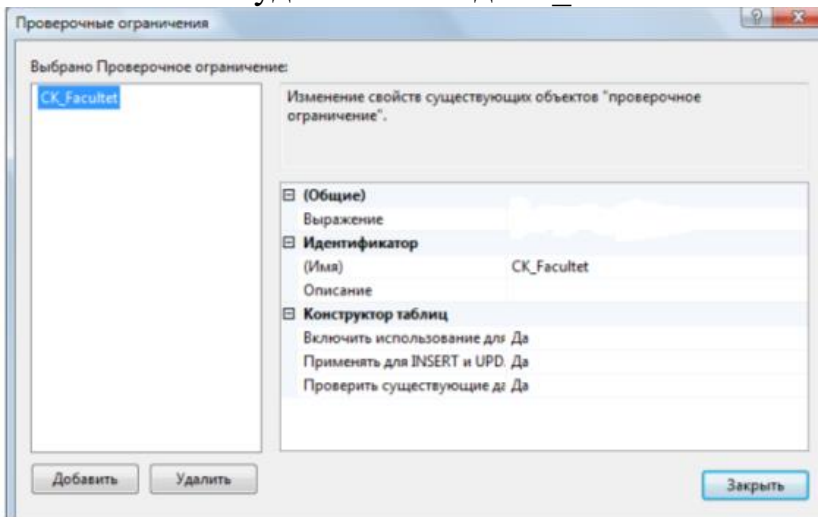 Проверочные ограничения
Выбрано Проверочное ограничение:
CK_Facultet
Изменение свойств существующих объектов "проверочное
ограничение".
(Общие)
Выражение
Идентификатор
(Имя) CK_Facultet
Описание
Конструктор таблиц
Включить использование для Да
Применять для INSERT и UPD. Да
Проверить существующие да Да
Добавить Удалить
Закрыть